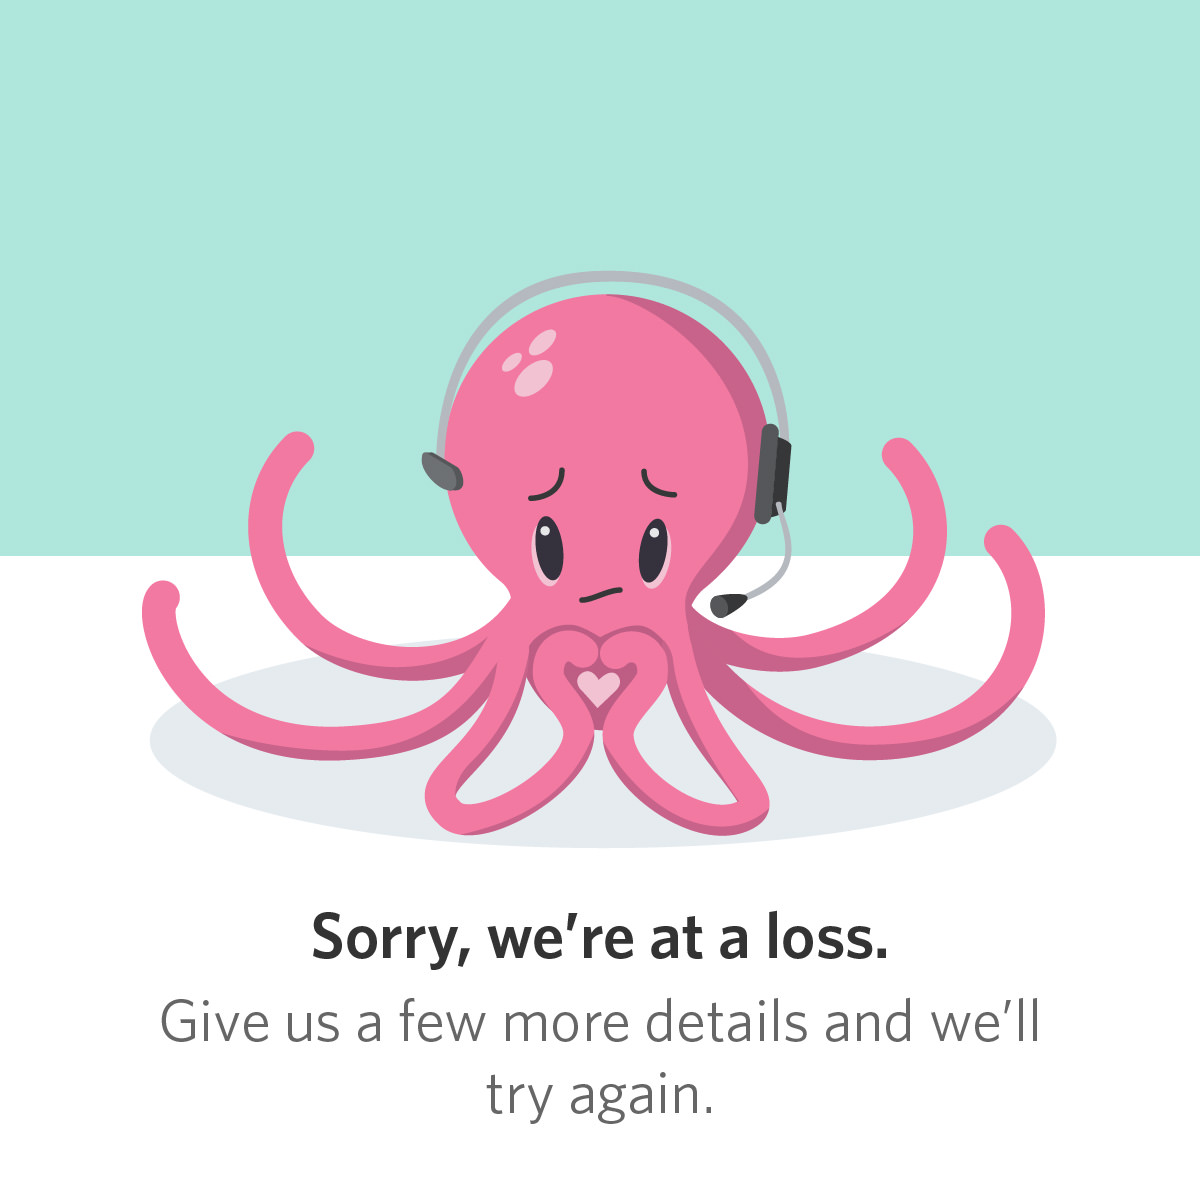 Sorry, we’re at a loss.
Give us a few more details and we’ll
try again.